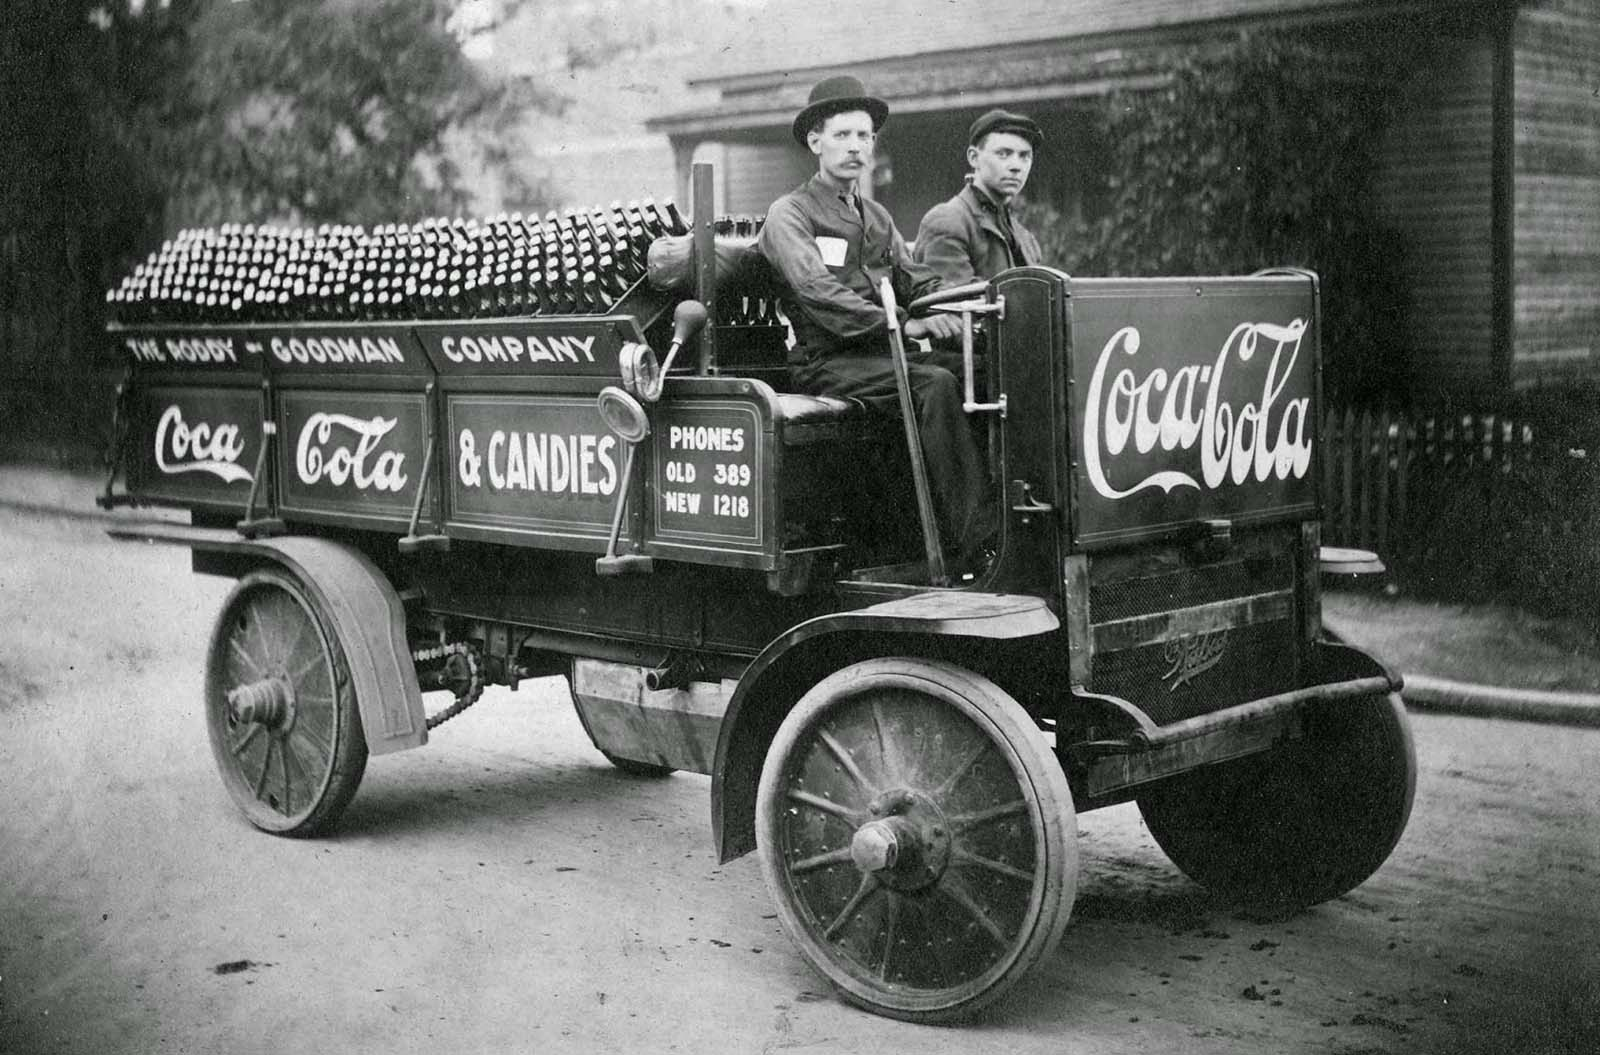 THE RODDY GOODMAN COMPANY
Coca Cola & CANDIES
PHONES
OLD 389
NEW 1218
Coca-Cola